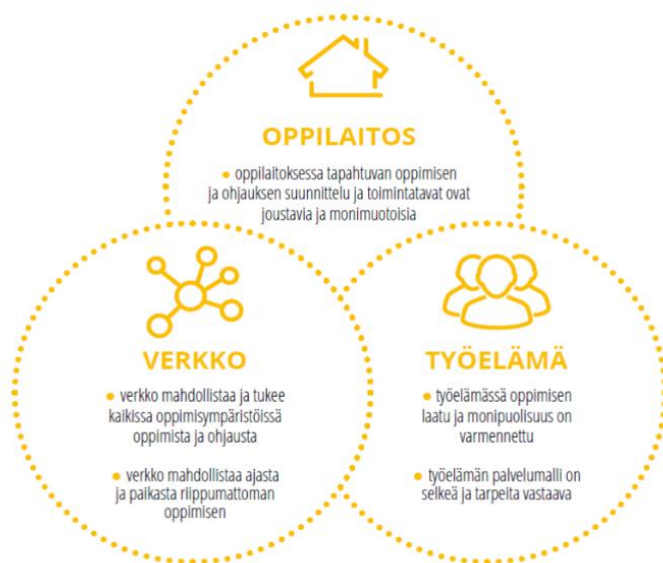 OPPILAITOS
● oppilaitoksessa tapahtuvan oppimisen
ja ohjauksen suunnittelu ja toimintatavat ovat
joustavia ja monimuotoisia
VERKKO
● verkko mahdollistaa ja tukee
kaikissa oppimisympäristöissä
oppimista ja ohjausta
● verkko mahdollistaa ajasta
ja paikasta riippumattoman
oppimisen
TYÖELÄMÄ
● työelämässä oppimisen
laatu ja monipuolisuus on
varmennettu
● työelämän palvelumalli on
selkeä ja tarpeita vastaava